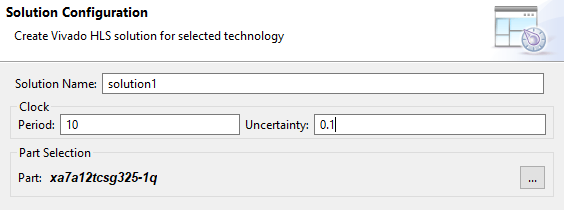 Solution Configuration
Create Vivado HLS solution for selected technology
Solution Name: solution1
Clock
Period: 10 Uncertainty: 0.1
Part Selection
Part: xa7a12tcsg325-1q ...